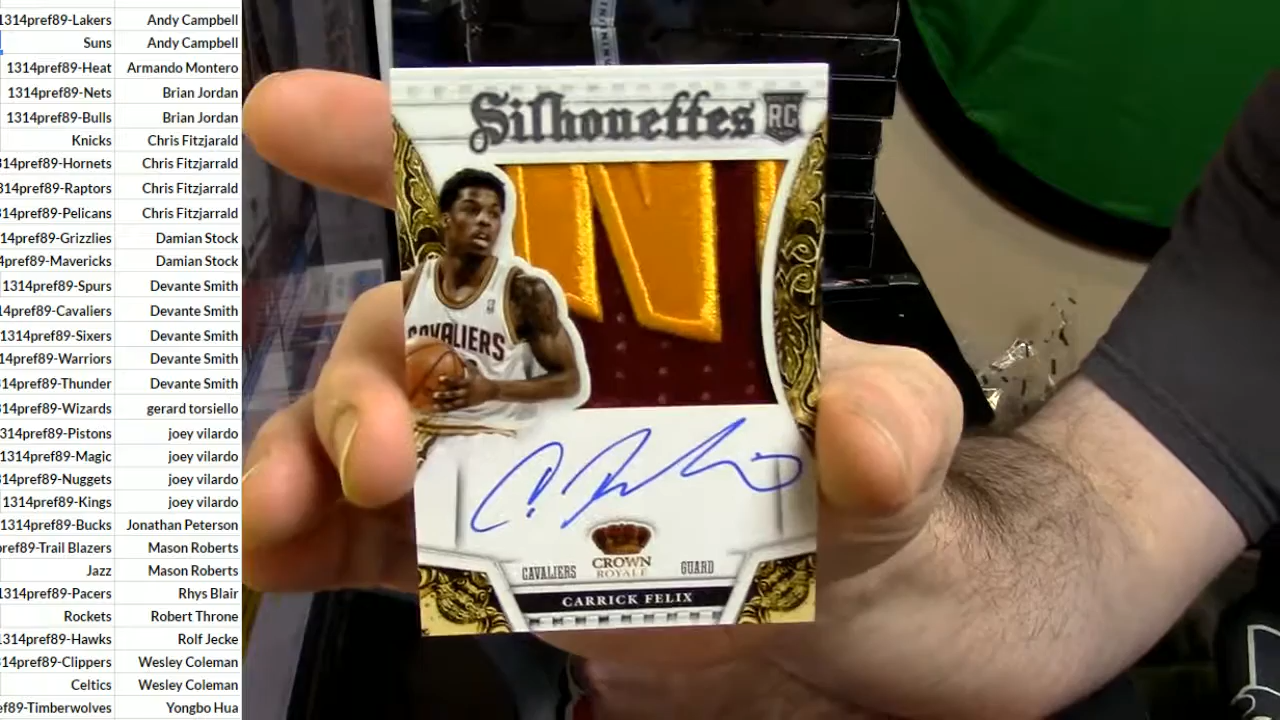 1314pref89-Lakers Andy Campbell
Suns Andy Campbell
1314pref89-Heat Armando Montero
1314pref89-Nets Brian Jordan
1314pref89-Bulls Brian Jordan
Knicks Chris Fitzjarald
314pref89-Hornets Chris Fitzjarrald
314pref89-Raptors Chris Fitzjarrald
314pref89-Pelicans Chris Fitzjarrald
14pref89-Grizzlies Damian Stock
4pref89-Mavericks Damian Stock
1314pref89-Spurs Devante Smith
14pref89-Cavaliers Devante Smith
1314pref89-Sixers Devante Smith
14pref89-Warriors Devante Smith
314pref89-Thunder Devante Smith
314pref89-Wizards gerard torsiello
314pref89-Pistons joey vilardo
1314pref89-Magic joey vilardo
314pref89-Nuggets joey vilardo
1314pref89-Kings joey vilardo
1314pref89-Bucks Jonathan Peterson
ref89-Trail Blazers Mason Roberts
Jazz Mason Roberts
1314pref89-Pacers Rhys Blair
Rockets Robert Throne
1314pref89-Hawks Rolf Jecke
314pref89-Clippers Wesley Coleman
Celtics Wesley Coleman
ef89-Timberwolves Yongbo Hua
Silhouettes RC
CAVALIERS
C. Felix
CROWN
ROYALE
CAVALIERS GUARD
CARRICK FELIX